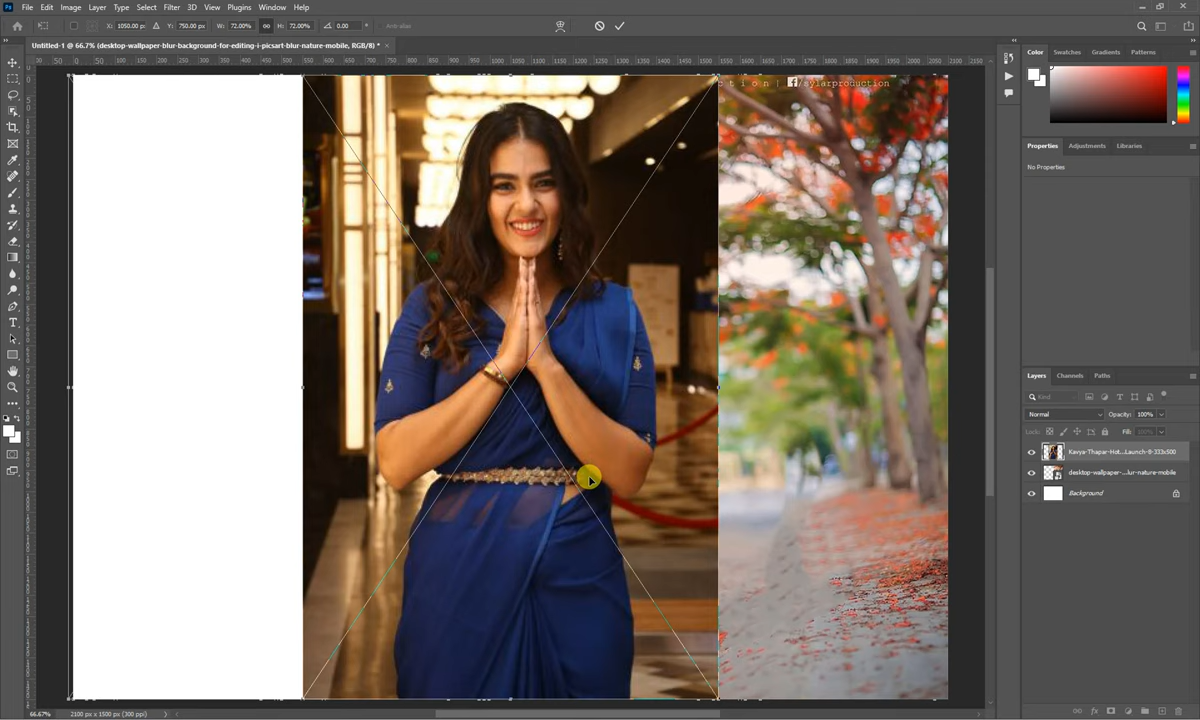 Ps File Edit Image Layer Type Select Filter 3D View Plugins Window Help
X: 1050.00 px Y: 750.00 px W: 72.00% H: 72.00% 0.00 ° Anti-alias
Untitled-1 @ 66.7% (desktop-wallpaper-blur-background-for-editing-i-picsart-blur-nature-mobile, RGB/8) *
Color Swatches Gradients Patterns
c t i o n | f/mylarproduction
Properties Adjustments Libraries
No Properties
Layers Channels Paths
Kind
Normal Opacity: 100%
Lock: Fill: 100%
Kavya-Thapar-Hot...Launch-8-333x500
desktop-wallpaper-...lur-nature-mobile
Background
66.67% 2100 px x 1500 px (300 ppi)